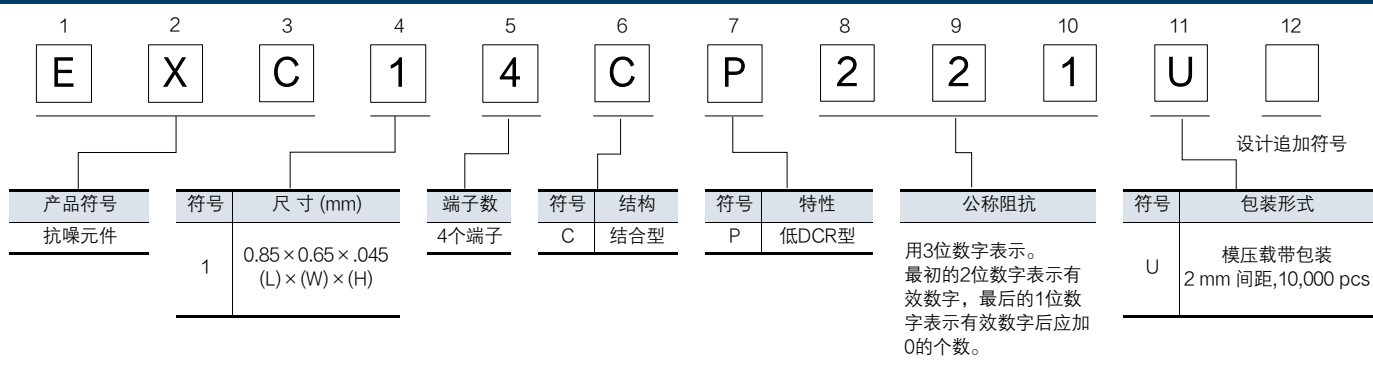 1 2 3 4 5 6 7 8 9 10 11 12
E X C 1 4 C P 2 2 1 U
设计追加符号
产品符号
抗噪元件
符号 尺 寸 (mm)
1
0.85×0.65×.045
(L)×(W)×(H)
端子数
4个端子
符号 结构
C 结合型
符号 特性
P 低DCR型
公称阻抗
用3位数字表示。
最初的2位数字表示有
效数字，最后的1位数
字表示有效数字后应加
0的个数。
符号 包装形式
U
模压载带包装
2 mm 间距,10,000 pcs